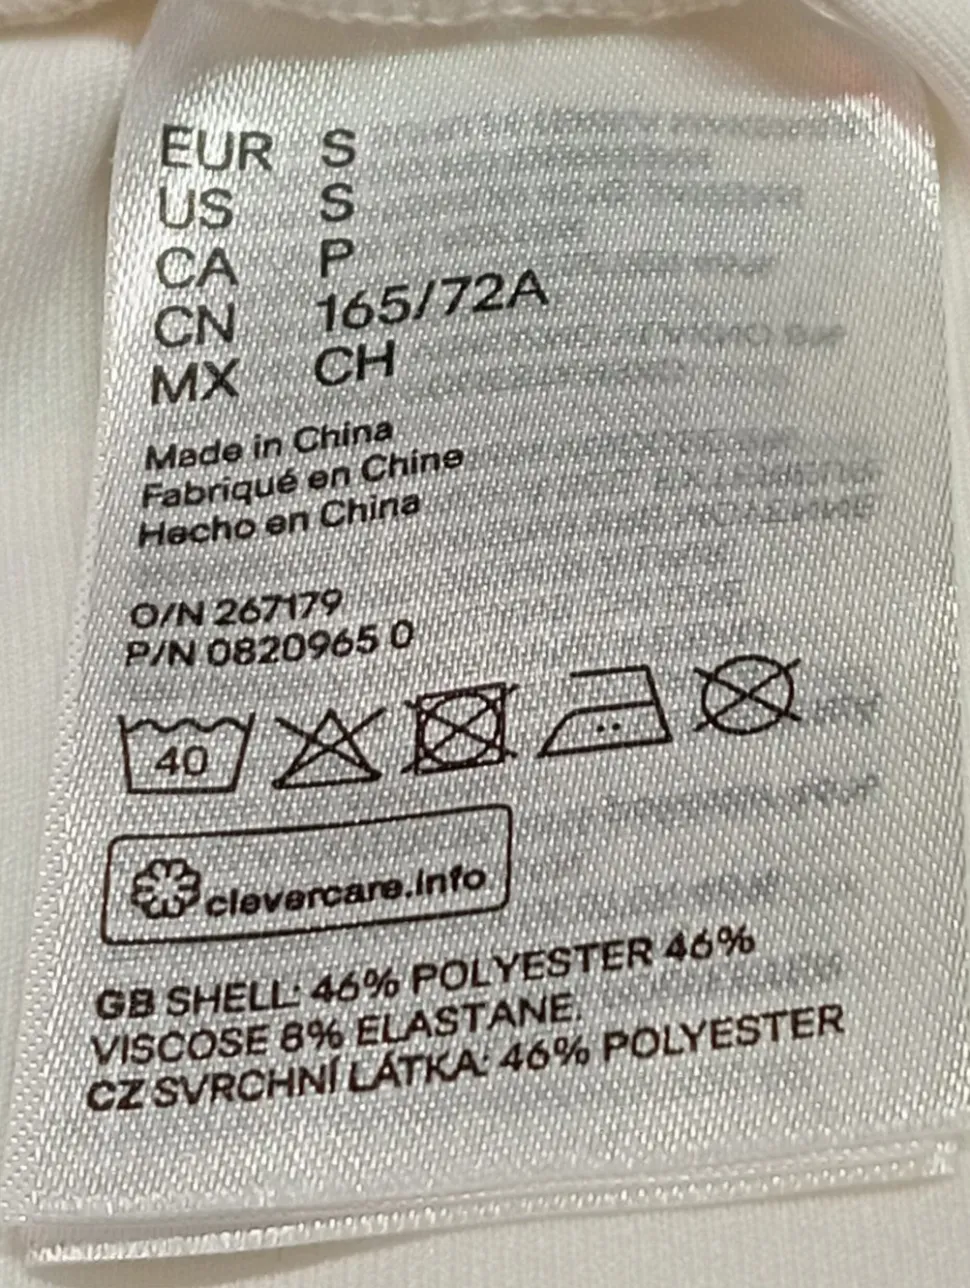 EUR S
US S
CA P
CN 165/72A
MX CH
Made in China
Fabriqué en Chine
Hecho en China
O/N 267179
P/N 0820965 0
40
clevercare.info
GB SHELL: 46% POLYESTER 46%
VISCOSE 8% ELASTANE.
CZ SVRCHNÍ LÁTKA: 46% POLYESTER